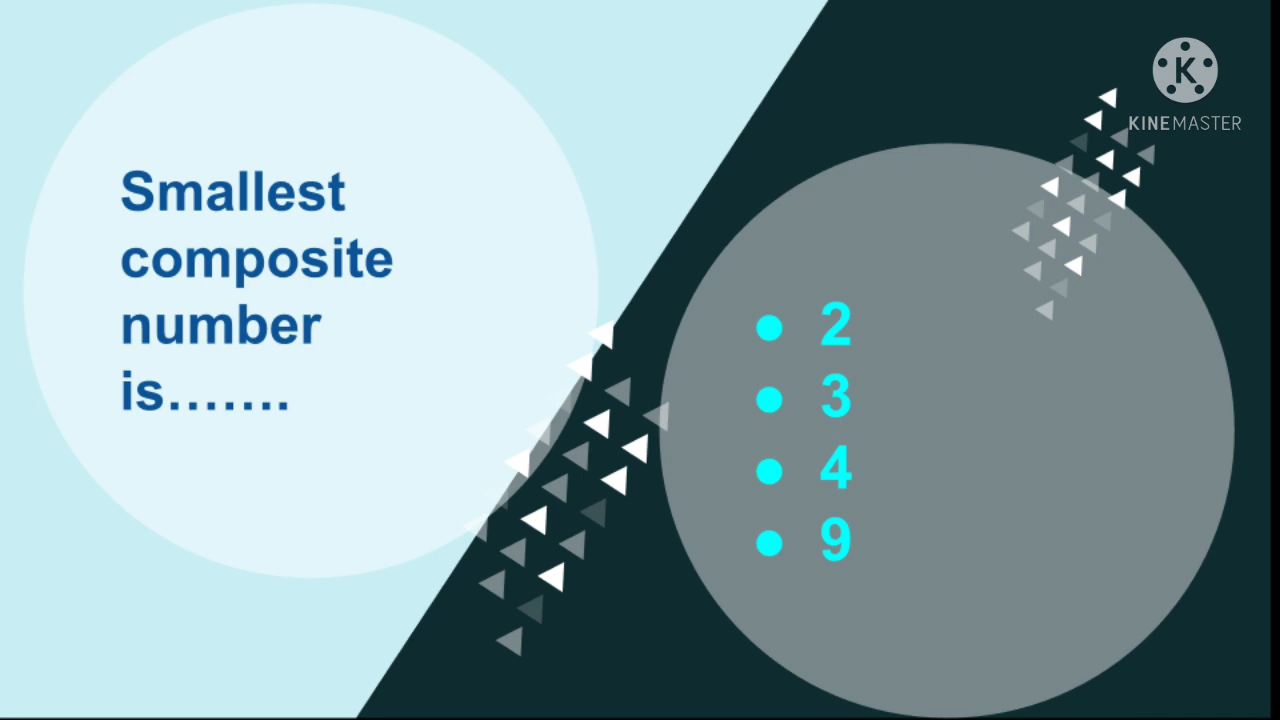 Smallest
composite
number
is.......
K
KINEMASTER
• 2
• 3
• 4
• 9